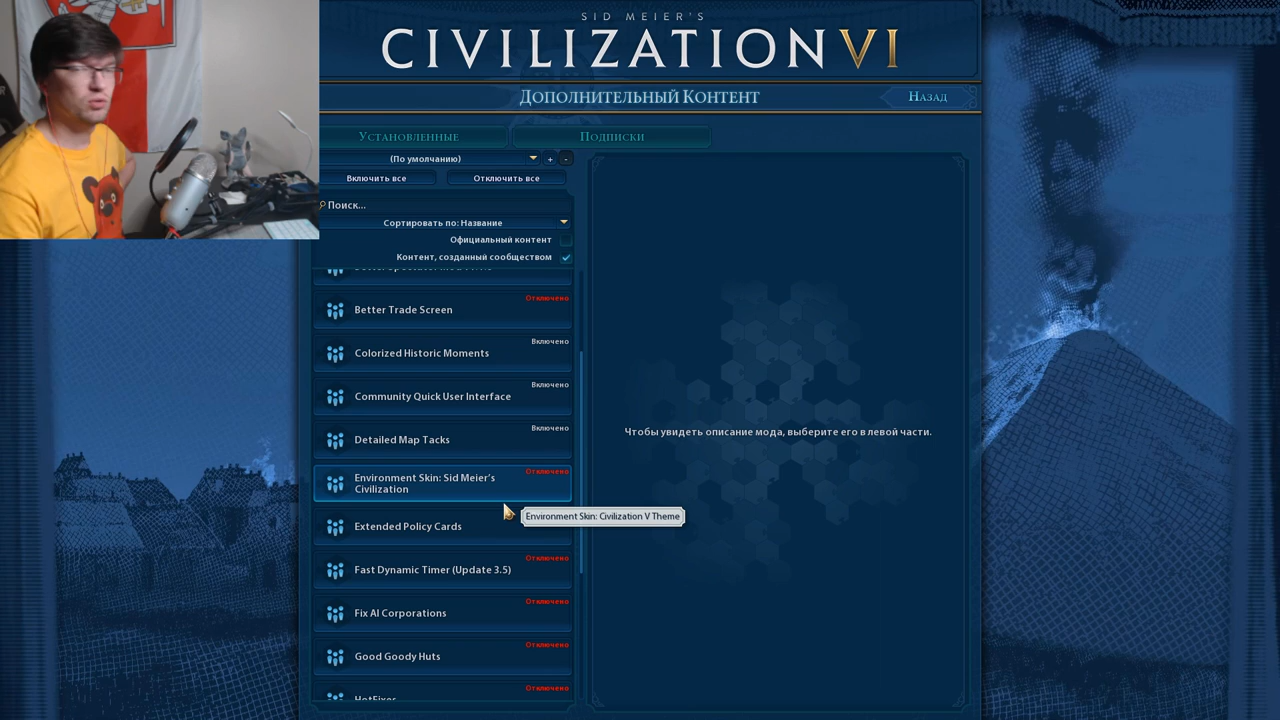 SID MEIER'S
CIVILIZATION VI
Дополнительный Контент
Назад
Установленные
Подписки
(По умолчанию)
+
-
Включить все
Отключить все
Поиск...
Сортировать по: Название
Официальный контент
Контент, созданный сообществом
Отключено
Better Trade Screen
Включено
Colorized Historic Moments
Включено
Community Quick User Interface
Включено
Detailed Map Tacks
Отключено
Environment Skin: Sid Meier's
Civilization
Environment Skin: Civilization V Theme
Extended Policy Cards
Отключено
Fast Dynamic Timer (Update 3.5)
Отключено
Fix AI Corporations
Отключено
Good Goody Huts
Отключено
HotFixes
Чтобы увидеть описание мода, выберите его в левой части.